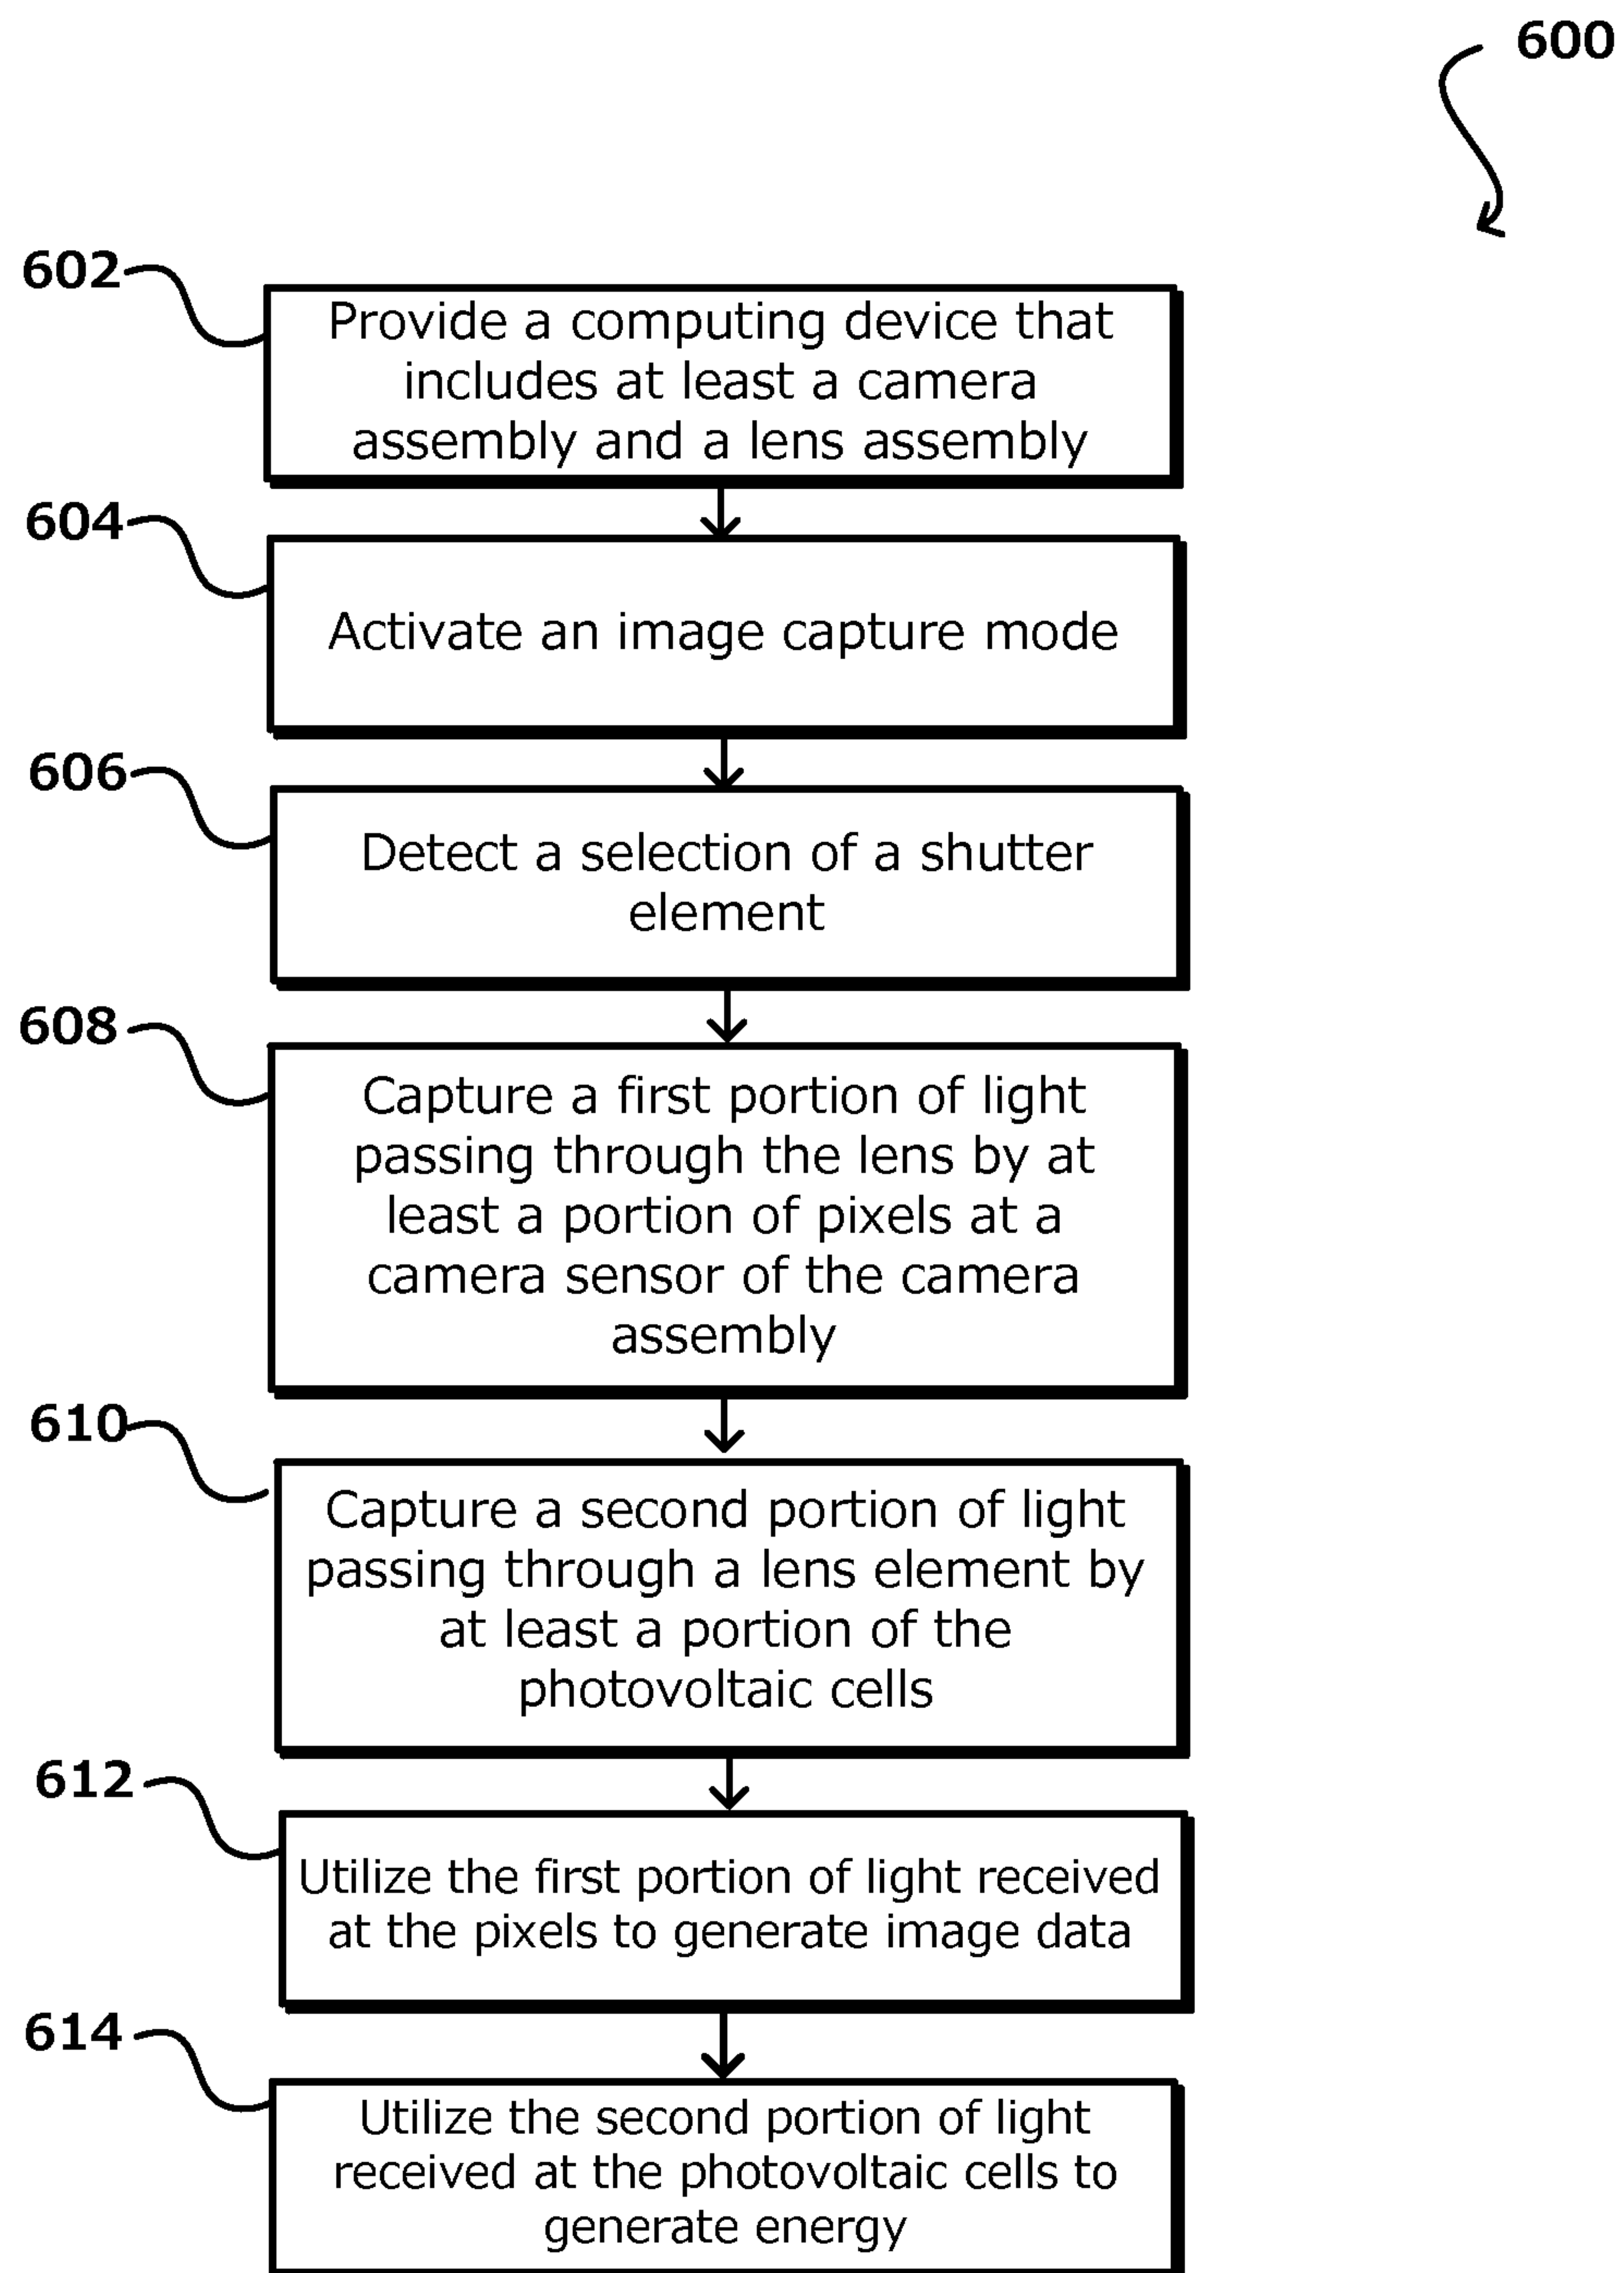 600
602
Provide a computing device that
includes at least a camera
assembly and a lens assembly
604
Activate an image capture mode
606
Detect a selection of a shutter
element
608
Capture a first portion of light
passing through the lens by at
least a portion of pixels at a
camera sensor of the camera
assembly
610
Capture a second portion of light
passing through a lens element by
at least a portion of the
photovoltaic cells
612
Utilize the first portion of light received
at the pixels to generate image data
614
Utilize the second portion of light
received at the photovoltaic cells to
generate energy